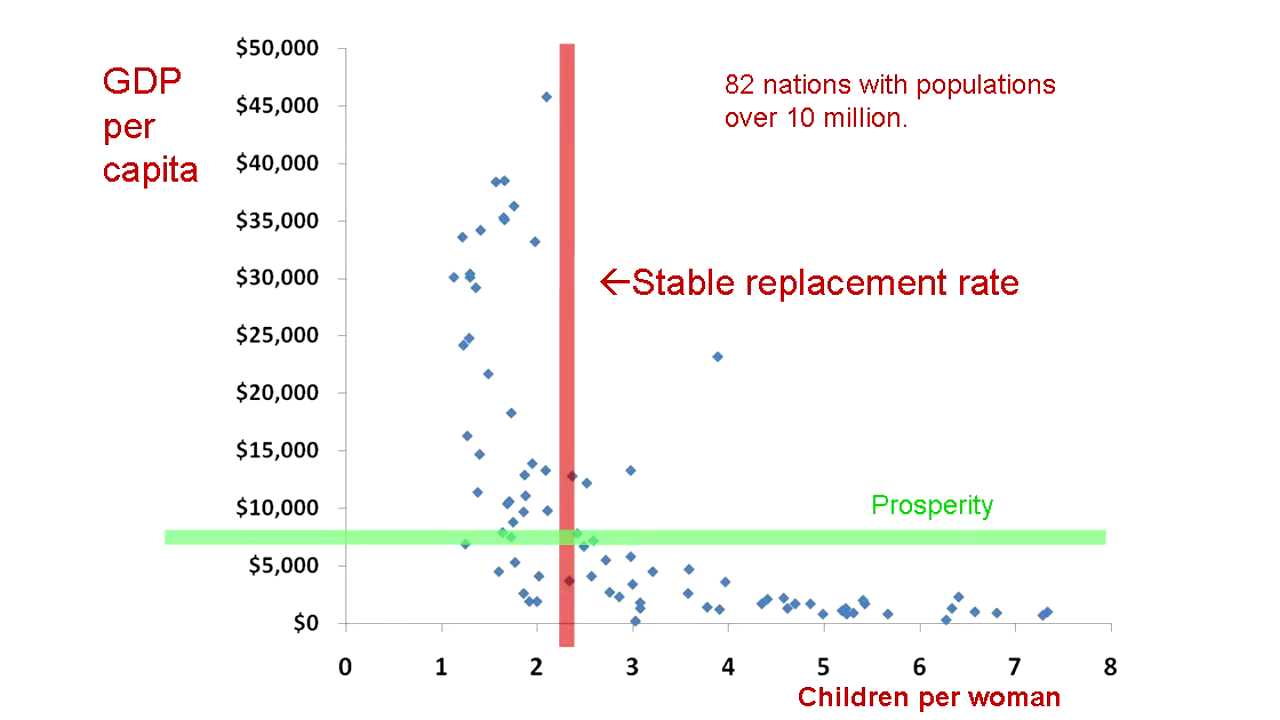 GDP
per
capita
82 nations with populations
over 10 million.
←Stable replacement rate
Prosperity
$50,000
$45,000
$40,000
$35,000
$30,000
$25,000
$20,000
$15,000
$10,000
$5,000
$0
0 1 2 3 4 5 6 7 8
Children per woman